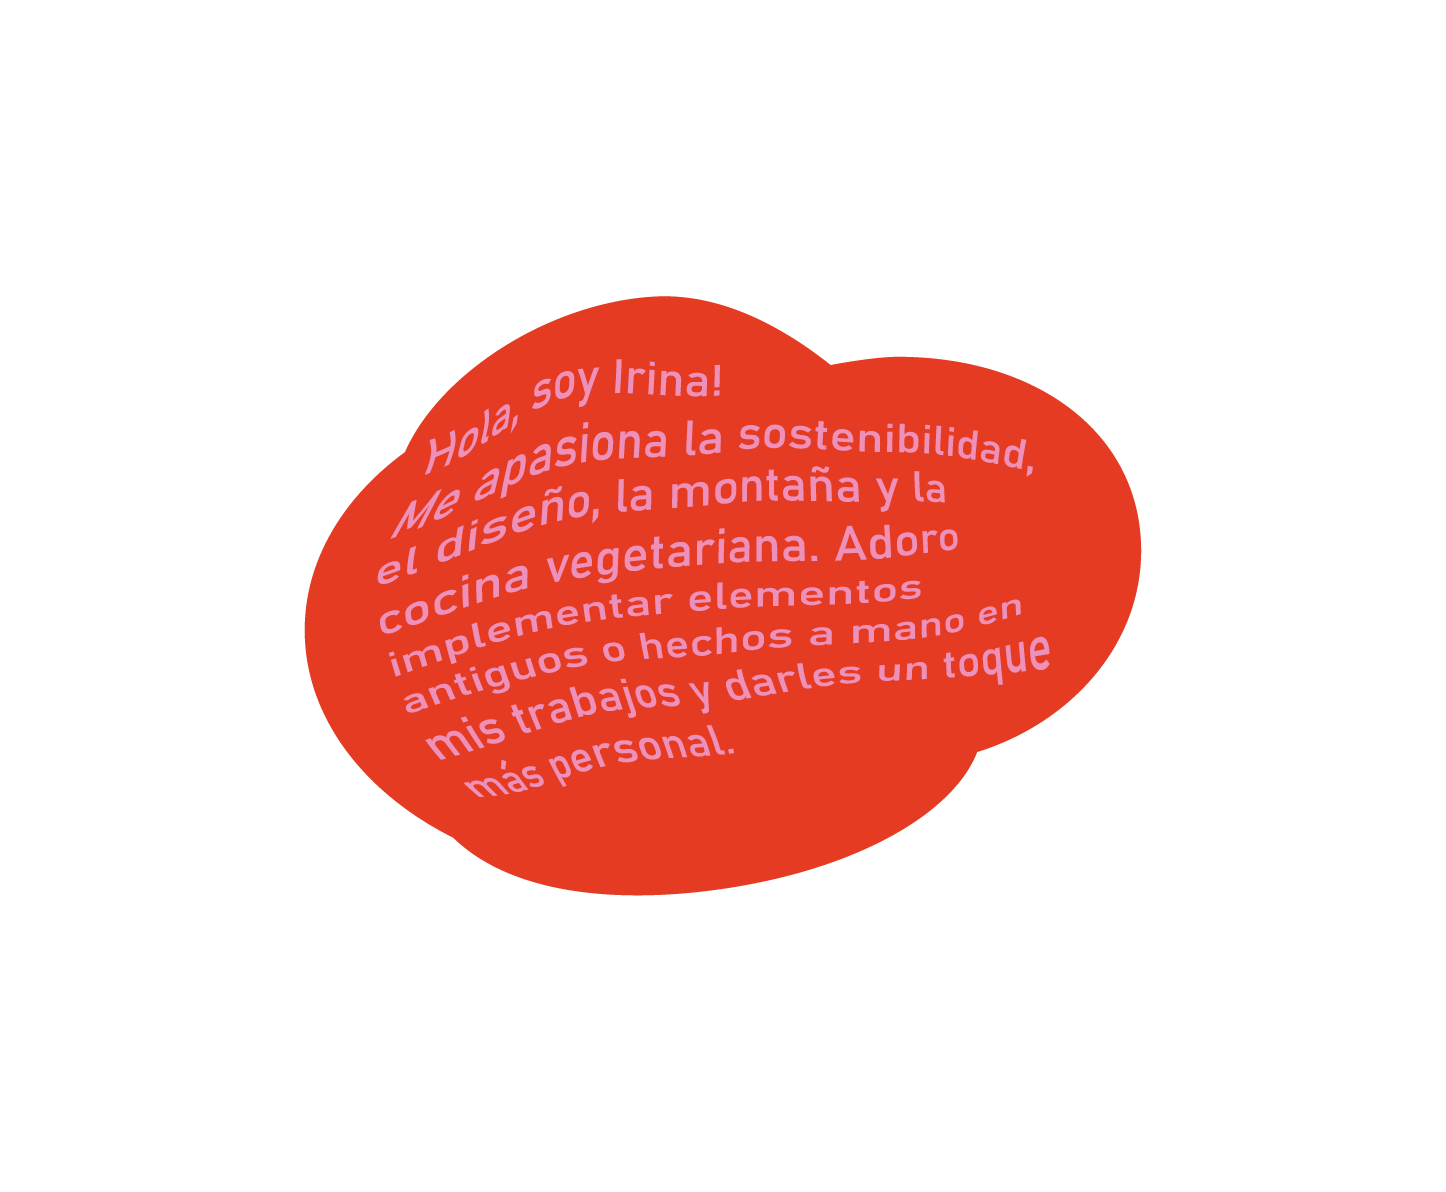 Hola, soy Irina!
Me apasiona la sostenibilidad,
el diseño, la montaña y la
cocina vegetariana. Adoro
implementar elementos
antiguos o hechos a mano en
mis trabajos y darles un toque
más personal.